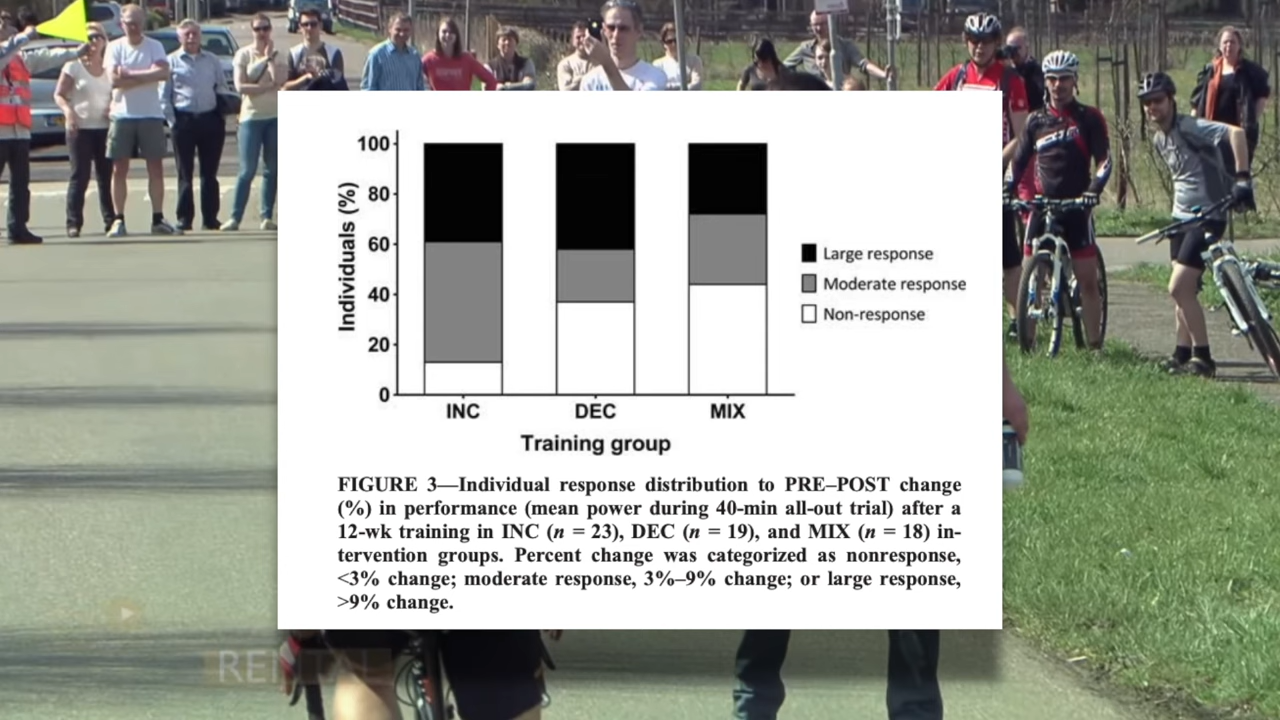 100
80
60
40
20
0
Individuals (%)
INC DEC MIX
Training group
Large response
Moderate response
Non-response
FIGURE 3—Individual response distribution to PRE–POST change
(%) in performance (mean power during 40-min all-out trial) after a
12-wk training in INC (n = 23), DEC (n = 19), and MIX (n = 18) in-
tervention groups. Percent change was categorized as nonresponse,
<3% change; moderate response, 3%–9% change; or large response,
>9% change.
RENTAL